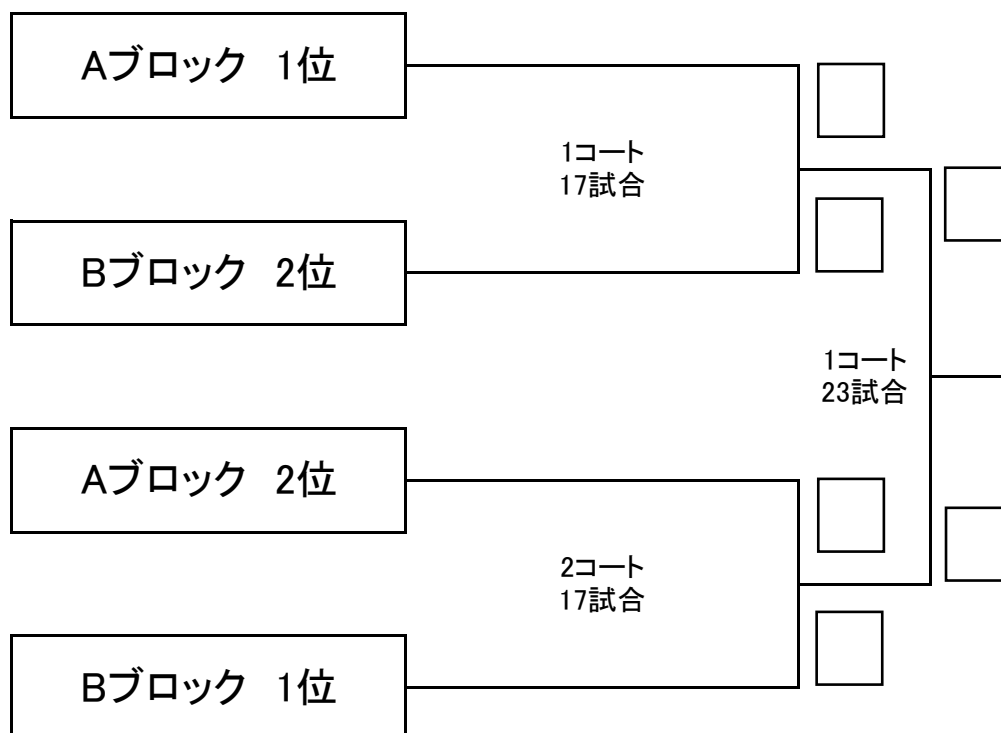 Aブロック　1位
1コート
17試合
Bブロック　2位
1コート
23試合
Aブロック　2位
2コート
17試合
Bブロック　1位